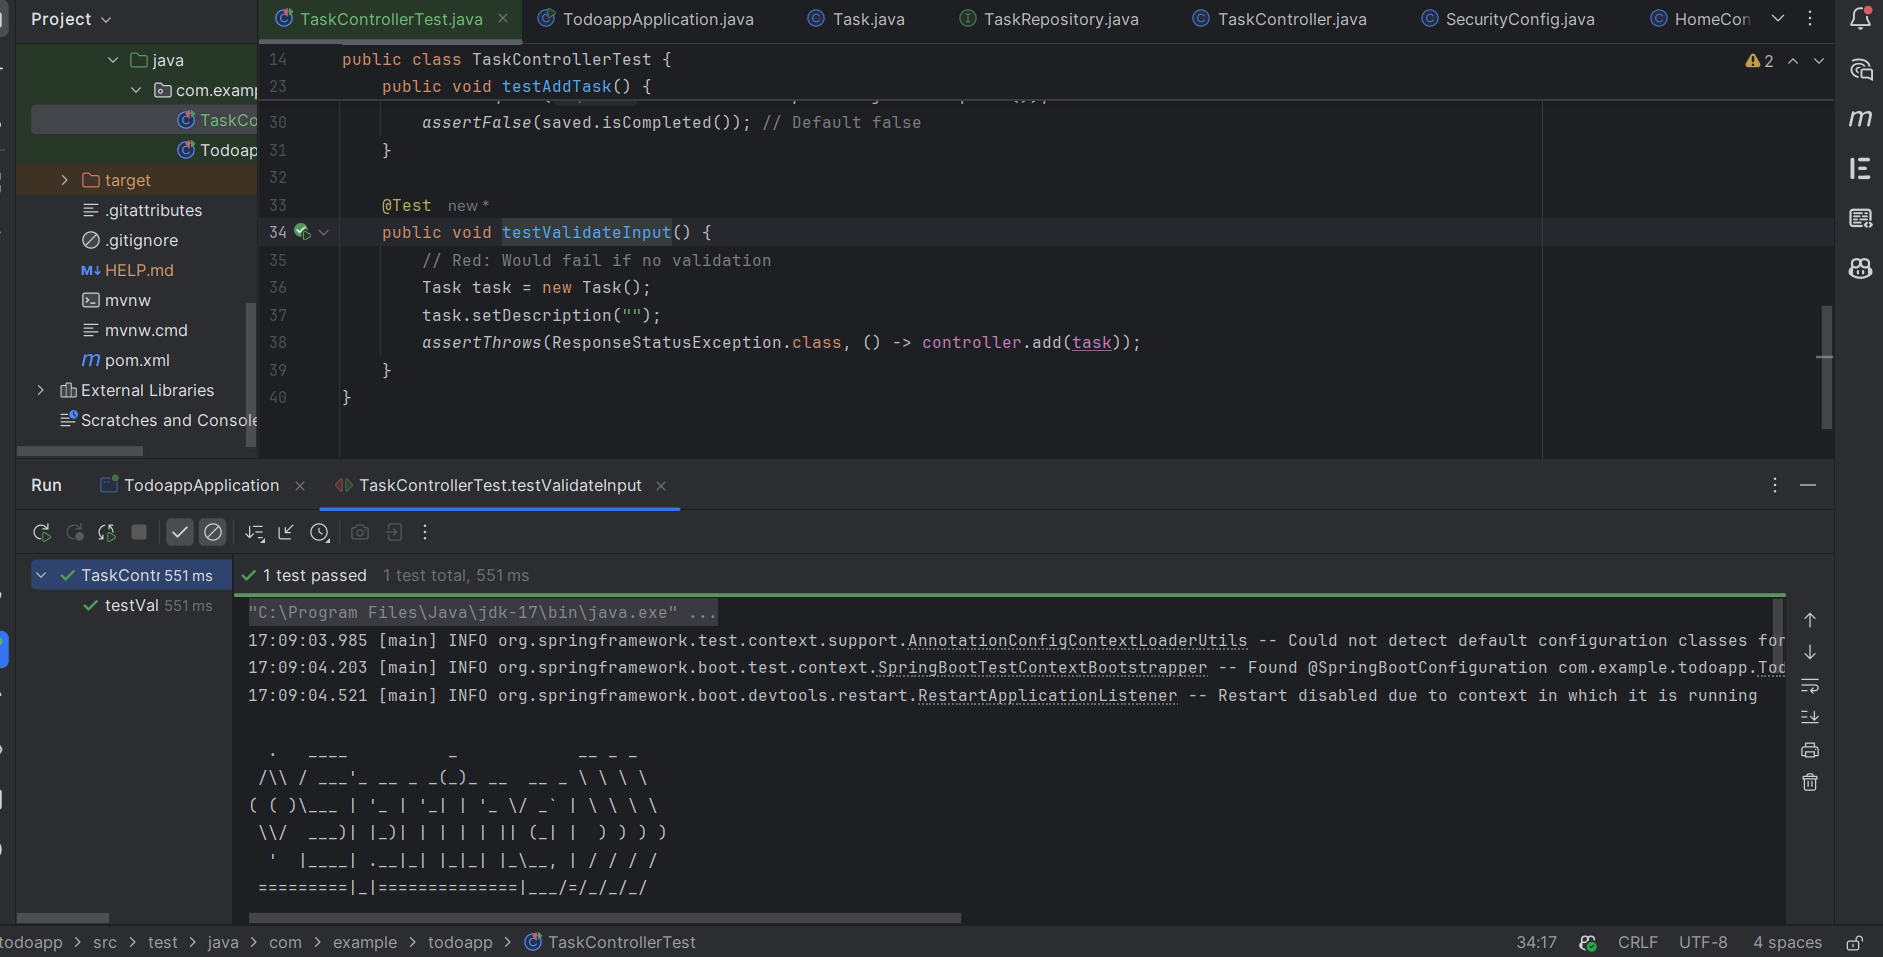 Project
TaskControllerTest.java
TodoappApplication.java
Task.java
TaskRepository.java
TaskController.java
SecurityConfig.java
HomeCon
java
com.examp
TaskCo
Todoap
target
.gitattributes
.gitignore
M↓ HELP.md
mvnw
mvnw.cmd
m pom.xml
External Libraries
Scratches and Console
14 public class TaskControllerTest {
2
23 public void testAddTask() {
30 assertFalse(saved.isCompleted()); // Default false
31 }
32
33 @Test new *
34 public void testValidateInput() {
35 // Red: Would fail if no validation
36 Task task = new Task();
37 task.setDescription("");
38 assertThrows(ResponseStatusException.class, () -> controller.add(task));
39 }
40 }
Run
TodoappApplication
TaskControllerTest.testValidateInput
TaskContr 551 ms
testVal 551 ms
1 test passed 1 test total, 551 ms
"C:\Program Files\Java\jdk-17\bin\java.exe" ...
17:09:03.985 [main] INFO org.springframework.test.context.support.AnnotationConfigContextLoaderUtils -- Could not detect default configuration classes for
17:09:04.203 [main] INFO org.springframework.boot.test.context.SpringBootTestContextBootstrapper -- Found @SpringBootConfiguration com.example.todoapp.Tod
17:09:04.521 [main] INFO org.springframework.boot.devtools.restart.RestartApplicationListener -- Restart disabled due to context in which it is running
  .   ____          _            __ _ _
 /\\ / ___'_ __ _ _(_)_ __  __ _ \ \ \ \
( ( )\___ | '_ | '_| | '_ \/ _` | \ \ \ \
 \\/  ___)| |_)| | | | | || (_| |  ) ) ) )
  '  |____| .__|_| |_|_| |_\__, | / / / /
 =========|_|==============|___/=/_/_/_/
todoapp > src > test > java > com > example > todoapp > TaskControllerTest
34:17
CRLF
UTF-8
4 spaces